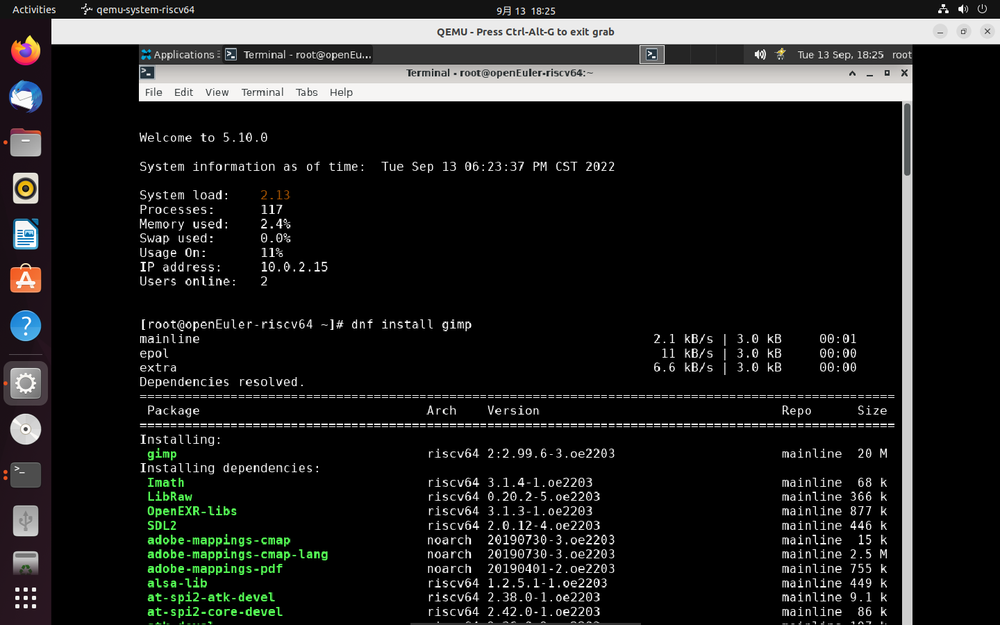 Activities
qemu-system-riscv64
9月 13 18:25
QEMU - Press Ctrl-Alt-G to exit grab
Applications
Terminal - root@openEu...
Tue 13 Sep, 18:25
root
Terminal - root@openEuler-riscv64:~
File Edit View Terminal Tabs Help
Welcome to 5.10.0
System information as of time:  Tue Sep 13 06:23:37 PM CST 2022
System load:    2.13
Processes:      117
Memory used:    2.4%
Swap used:      0.0%
Usage On:       11%
IP address:     10.0.2.15
Users online:   2
[root@openEuler-riscv64 ~]# dnf install gimp
mainline 2.1 kB/s | 3.0 kB 00:01
epol 11 kB/s | 3.0 kB 00:00
extra 6.6 kB/s | 3.0 kB 00:00
Dependencies resolved.
====================================================================================================
Package Arch Version Repo Size
====================================================================================================
Installing:
gimp riscv64 2:2.99.6-3.oe2203 mainline 20 M
Installing dependencies:
Imath riscv64 3.1.4-1.oe2203 mainline 68 k
LibRaw riscv64 0.20.2-5.oe2203 mainline 366 k
OpenEXR-libs riscv64 3.1.3-1.oe2203 mainline 877 k
SDL2 riscv64 2.0.12-4.oe2203 mainline 446 k
adobe-mappings-cmap noarch 20190730-3.oe2203 mainline 15 k
adobe-mappings-cmap-lang noarch 20190730-3.oe2203 mainline 2.5 M
adobe-mappings-pdf noarch 20190401-2.oe2203 mainline 755 k
alsa-lib riscv64 1.2.5.1-1.oe2203 mainline 449 k
at-spi2-atk-devel riscv64 2.38.0-1.oe2203 mainline 9.1 k
at-spi2-core-devel riscv64 2.42.0-1.oe2203 mainline 86 k